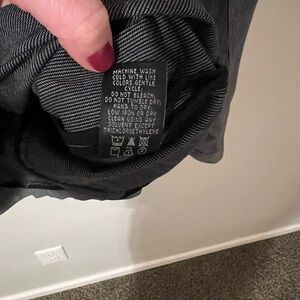 MACHINE WASH
COLD WITH LIKE
COLORS GENTLE
CYCLE
DO NOT BLEACH.
DO NOT TUMBLE DRY.
HANG TO DRY.
LOW IRON OR DRY
CLEAN USING ANY
SOLVENT EXCEPT
TRICHLOROETHYLENE